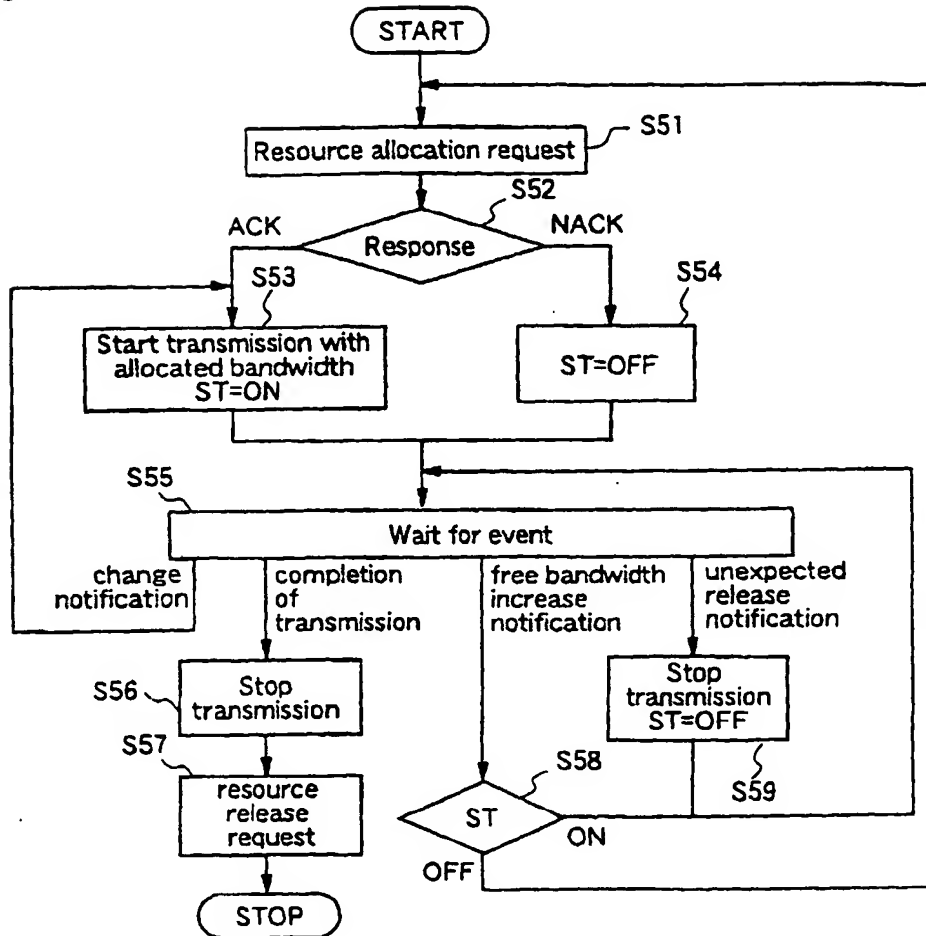 START
S51
Resource allocation request
S52
ACK
NACK
Response
S53
S54
Start transmission with
allocated bandwidth
ST=ON
ST=OFF
S55
Wait for event
change
notification
completion
of
transmission
free bandwidth
increase
notification
unexpected
release
notification
S56
Stop
transmission
Stop
transmission
ST=OFF
S57
resource
release
request
S58
S59
ST
ON
OFF
STOP